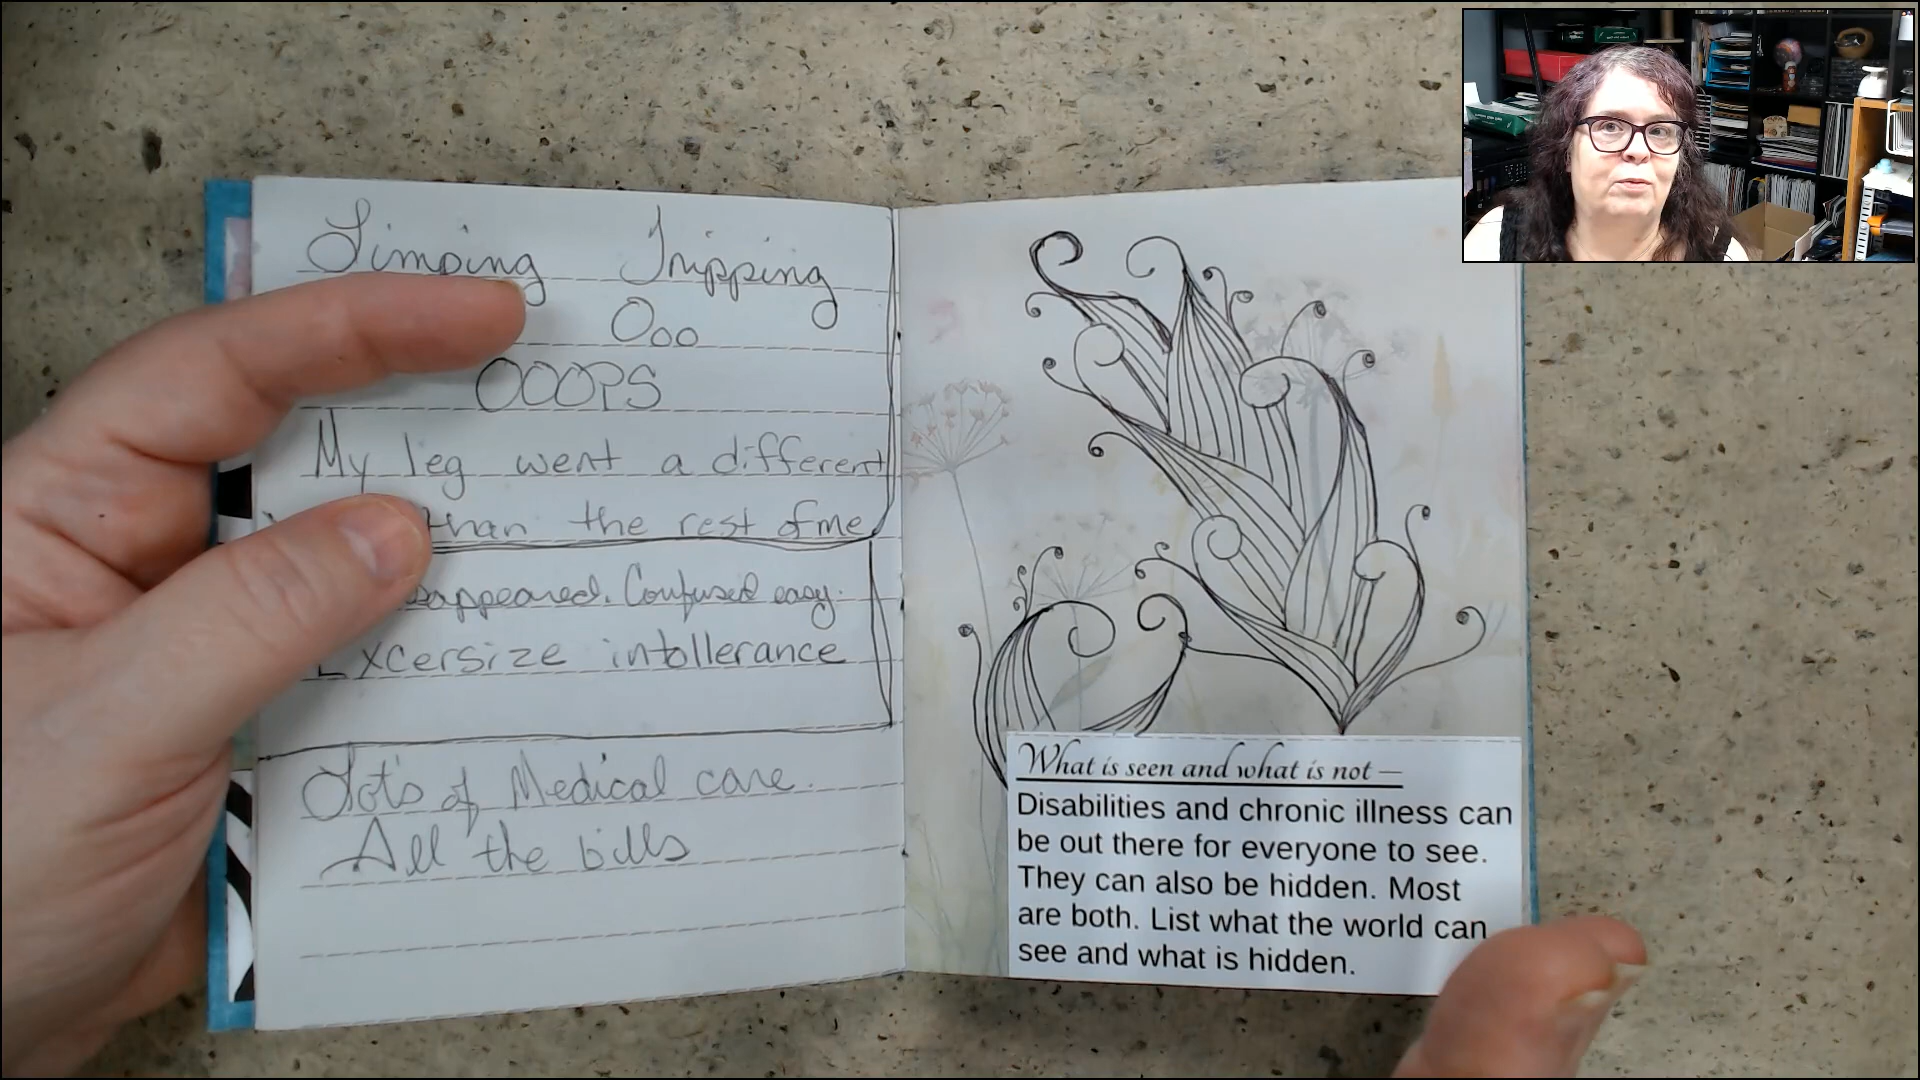 Limping Tripping
Ooo
OOOPS
My leg went a different
than the rest of me
Confused easy.
Excersize intollerance
Lot's of Medical care.
All the bills
What is seen and what is not —
Disabilities and chronic illness can
be out there for everyone to see.
They can also be hidden. Most
are both. List what the world can
see and what is hidden.